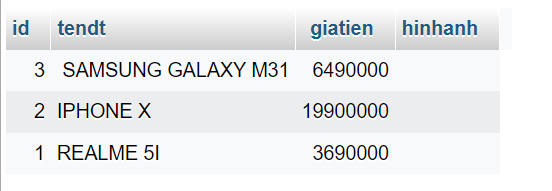 id tendt giatien hinhanh
3 SAMSUNG GALAXY M31 6490000
2 IPHONE X 19900000
1 REALME 5I 3690000